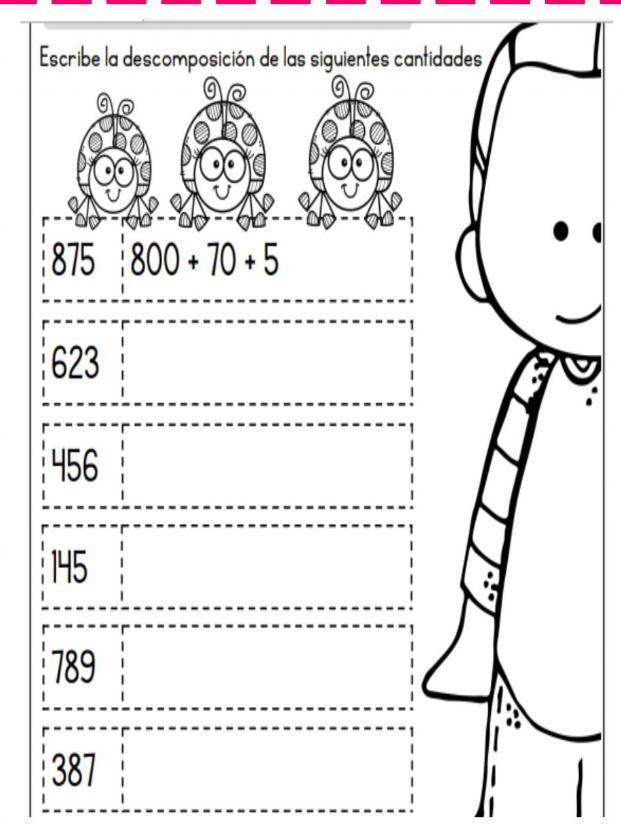 Escribe la descomposición de las siguientes cantidades
875 800 + 70 + 5
623
456
145
789
387